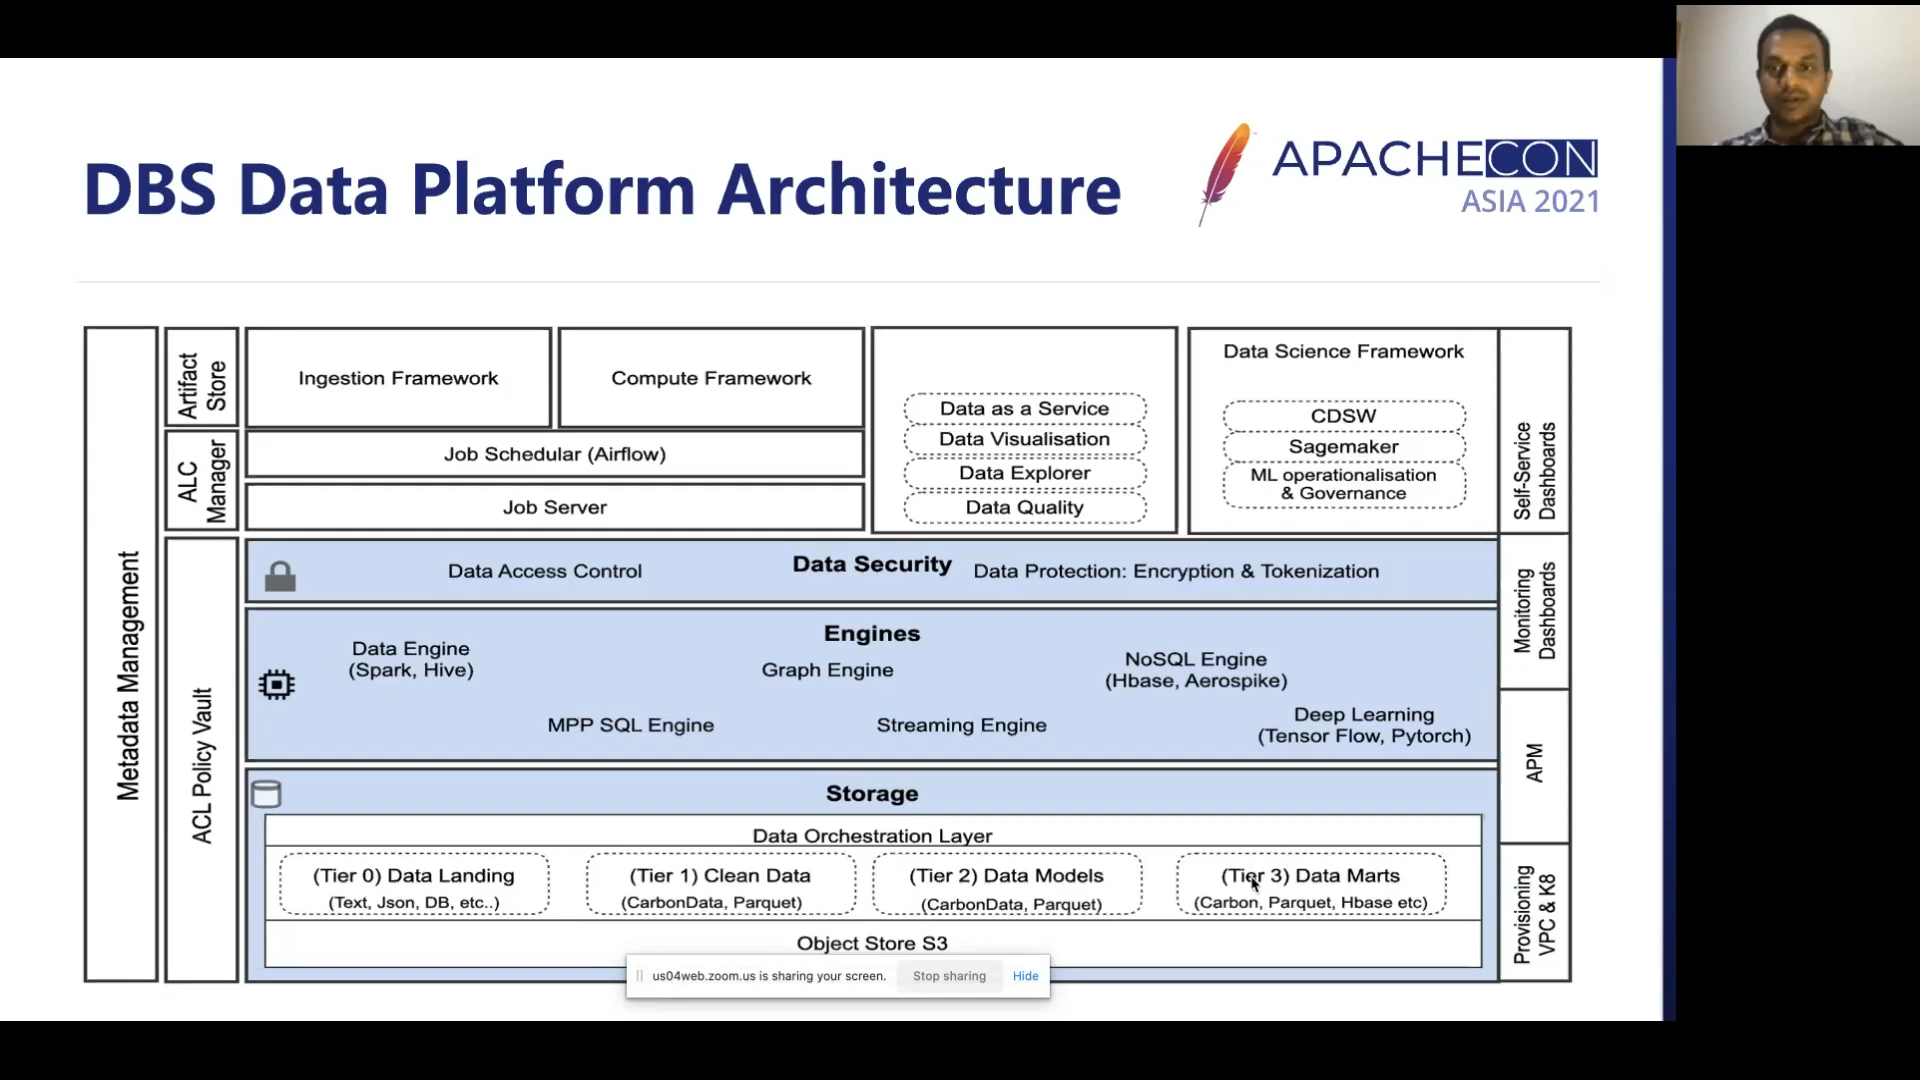 DBS Data Platform Architecture
APACHECON
ASIA 2021
Metadata Management
Artifact
Store
ALC
Manager
ACL Policy Vault
Ingestion Framework
Compute Framework
Job Schedular (Airflow)
Job Server
Data as a Service
Data Visualisation
Data Explorer
Data Quality
Data Science Framework
CDSW
Sagemaker
ML operationalisation
& Governance
Self-Service
Dashboards
Monitoring
Dashboards
APM
Provisioning
VPC & K8
Data Access Control
Data Security
Data Protection: Encryption & Tokenization
Engines
Data Engine
(Spark, Hive)
Graph Engine
NoSQL Engine
(Hbase, Aerospike)
MPP SQL Engine
Streaming Engine
Deep Learning
(Tensor Flow, Pytorch)
Storage
Data Orchestration Layer
(Tier 0) Data Landing
(Text, Json, DB, etc..)
(Tier 1) Clean Data
(CarbonData, Parquet)
(Tier 2) Data Models
(CarbonData, Parquet)
(Tier 3) Data Marts
(Carbon, Parquet, Hbase etc)
Object Store S3
us04web.zoom.us is sharing your screen.
Stop sharing
Hide